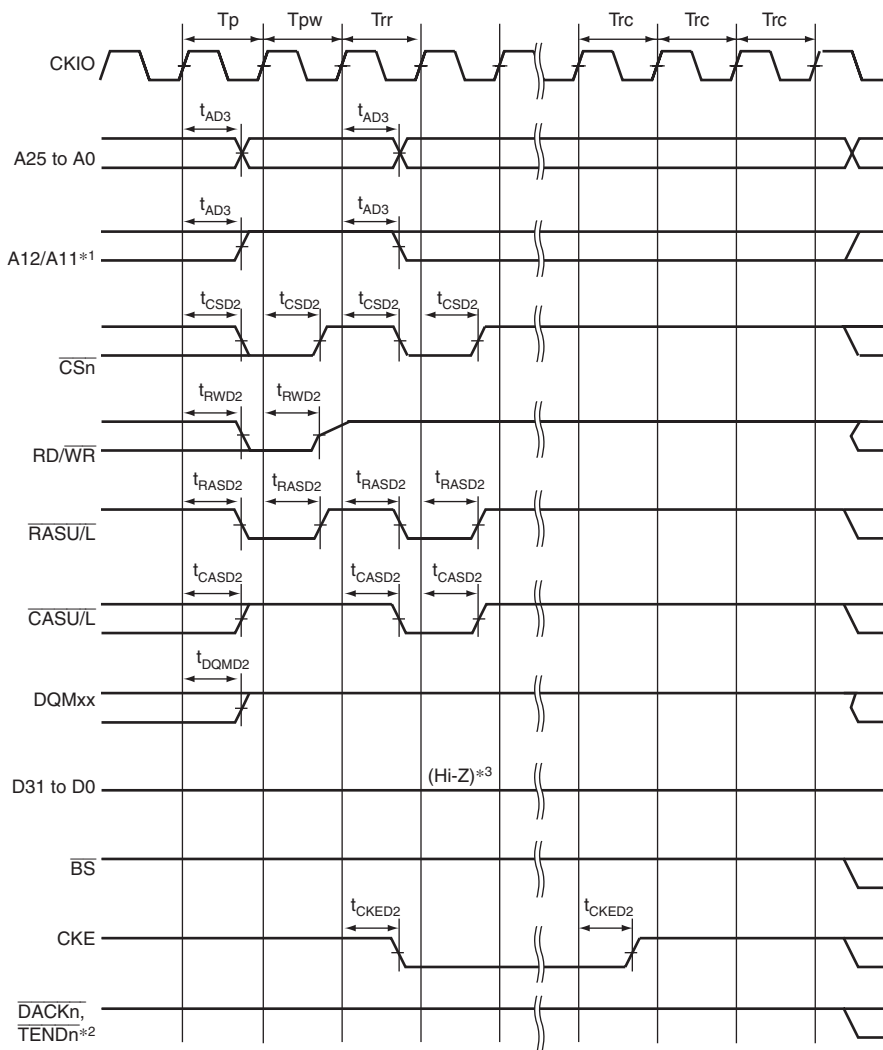 Tp Tpw Trr Trc Trc Trc
CKIO
tAD3 tAD3
A25 to A0
tAD3 tAD3
A12/A11*1
tCSD2 tCSD2 tCSD2 tCSD2
CSn
tRWD2 tRWD2
RD/WR
tRASD2 tRASD2 tRASD2 tRASD2
RASU/L
tCASD2 tCASD2 tCASD2
CASU/L
tDQMD2
DQMxx
(Hi-Z)*3
D31 to D0
BS
tCKED2 tCKED2
CKE
DACKn,
TENDn*2